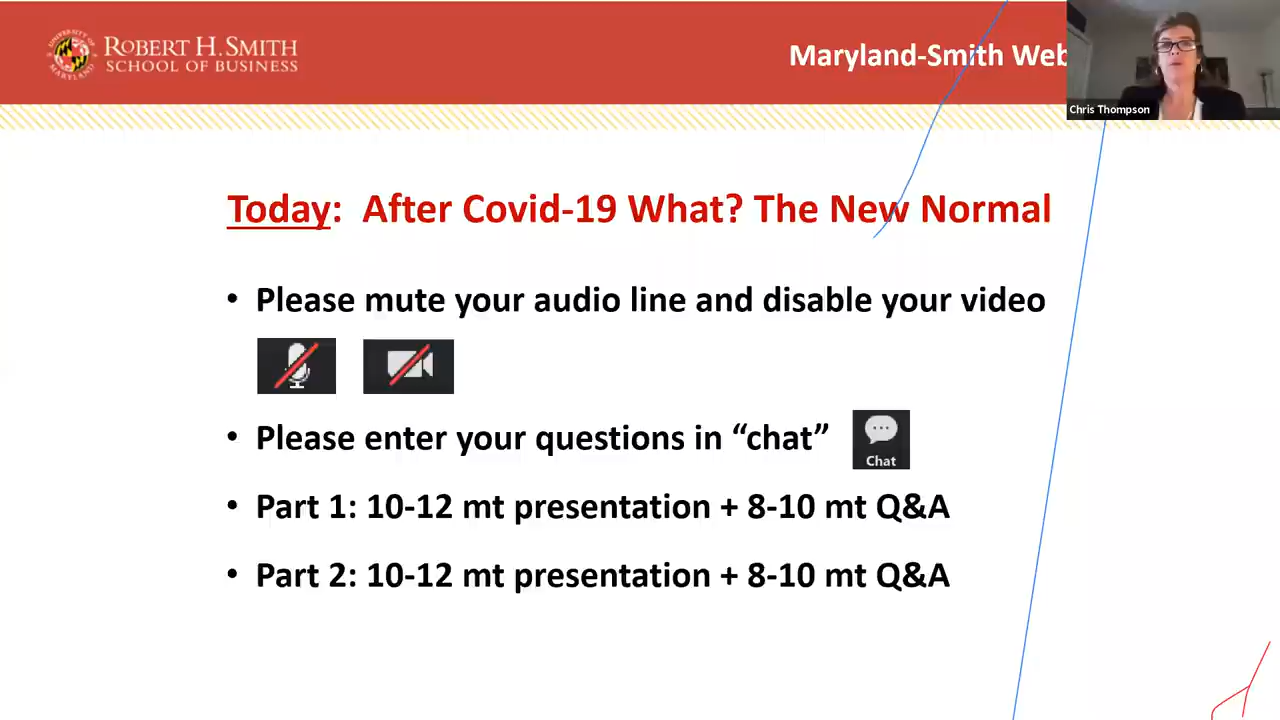 ROBERT H. SMITH
SCHOOL OF BUSINESS
Maryland-Smith Web
Chris Thompson
Today: After Covid-19 What? The New Normal
• Please mute your audio line and disable your video
• Please enter your questions in “chat”
Chat
• Part 1: 10-12 mt presentation + 8-10 mt Q&A
• Part 2: 10-12 mt presentation + 8-10 mt Q&A